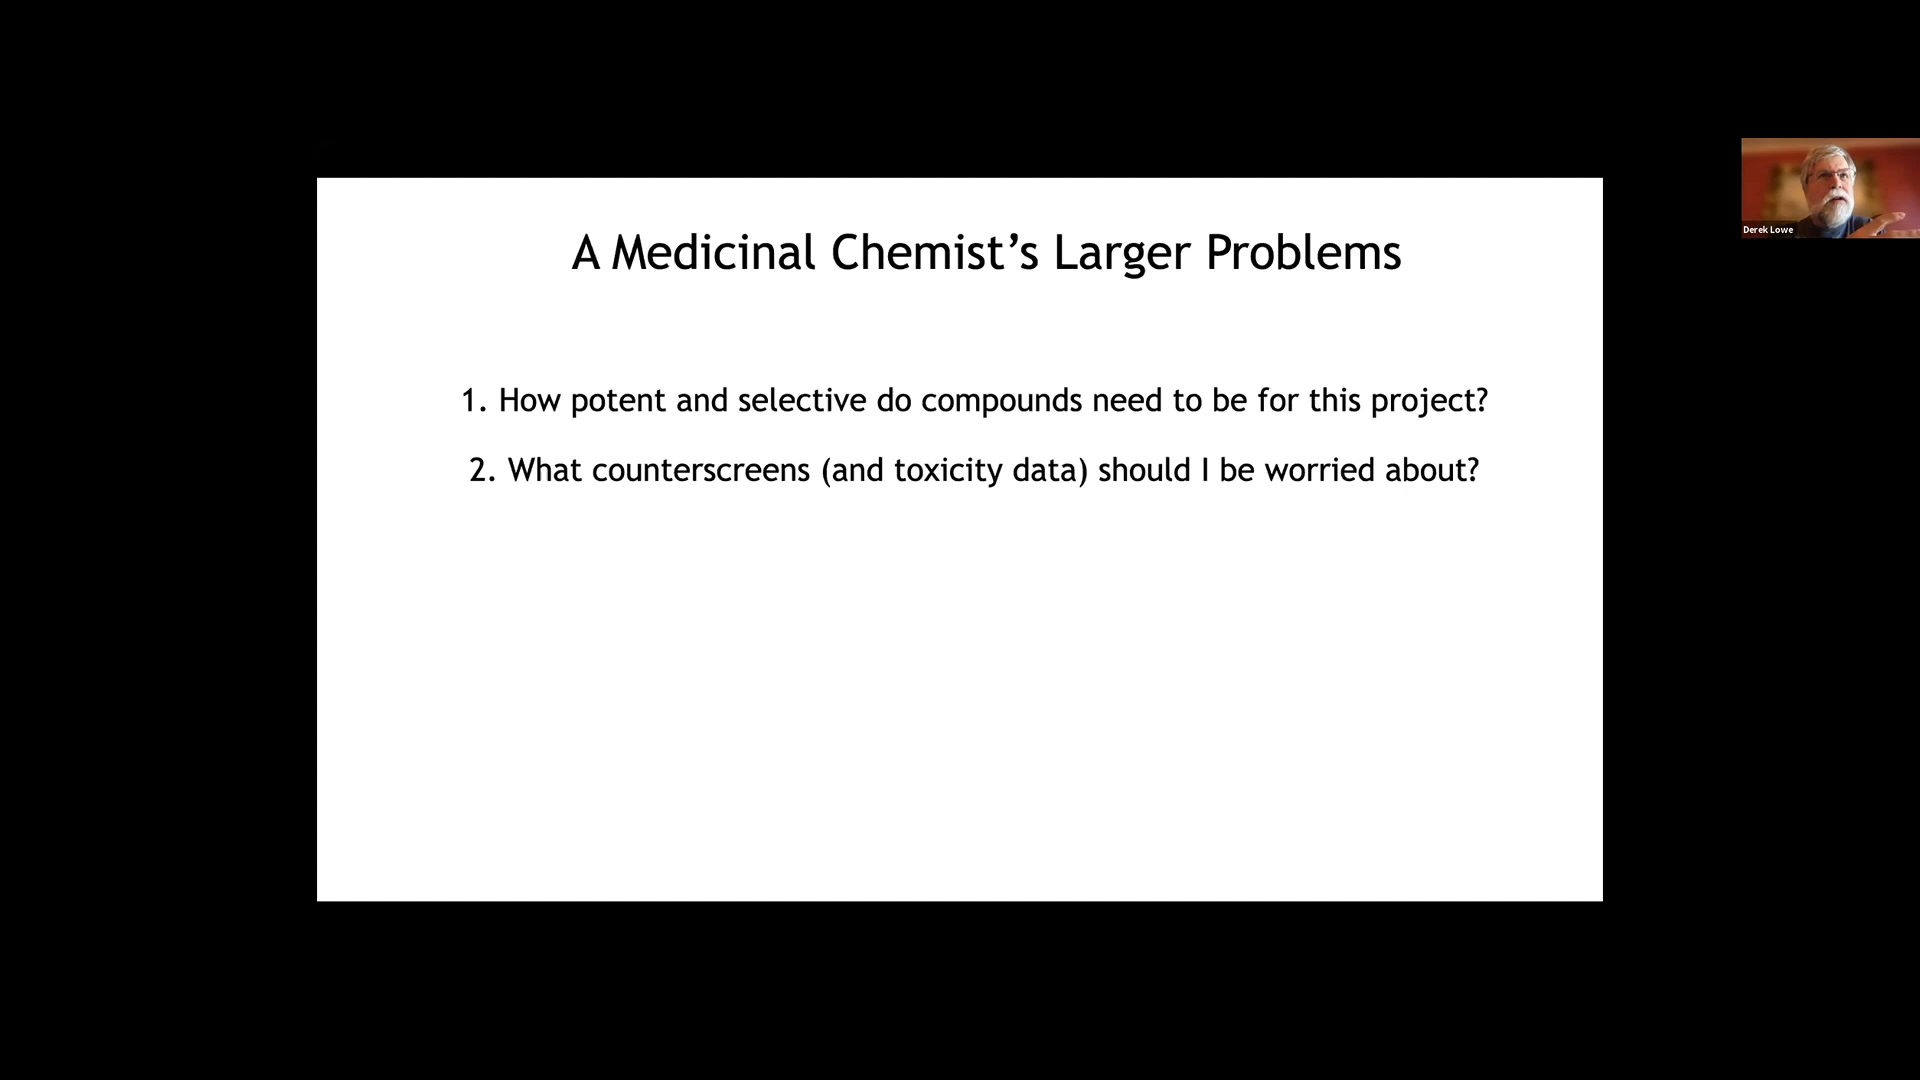 A Medicinal Chemist’s Larger Problems
1. How potent and selective do compounds need to be for this project?
2. What counterscreens (and toxicity data) should I be worried about?
Derek Lowe